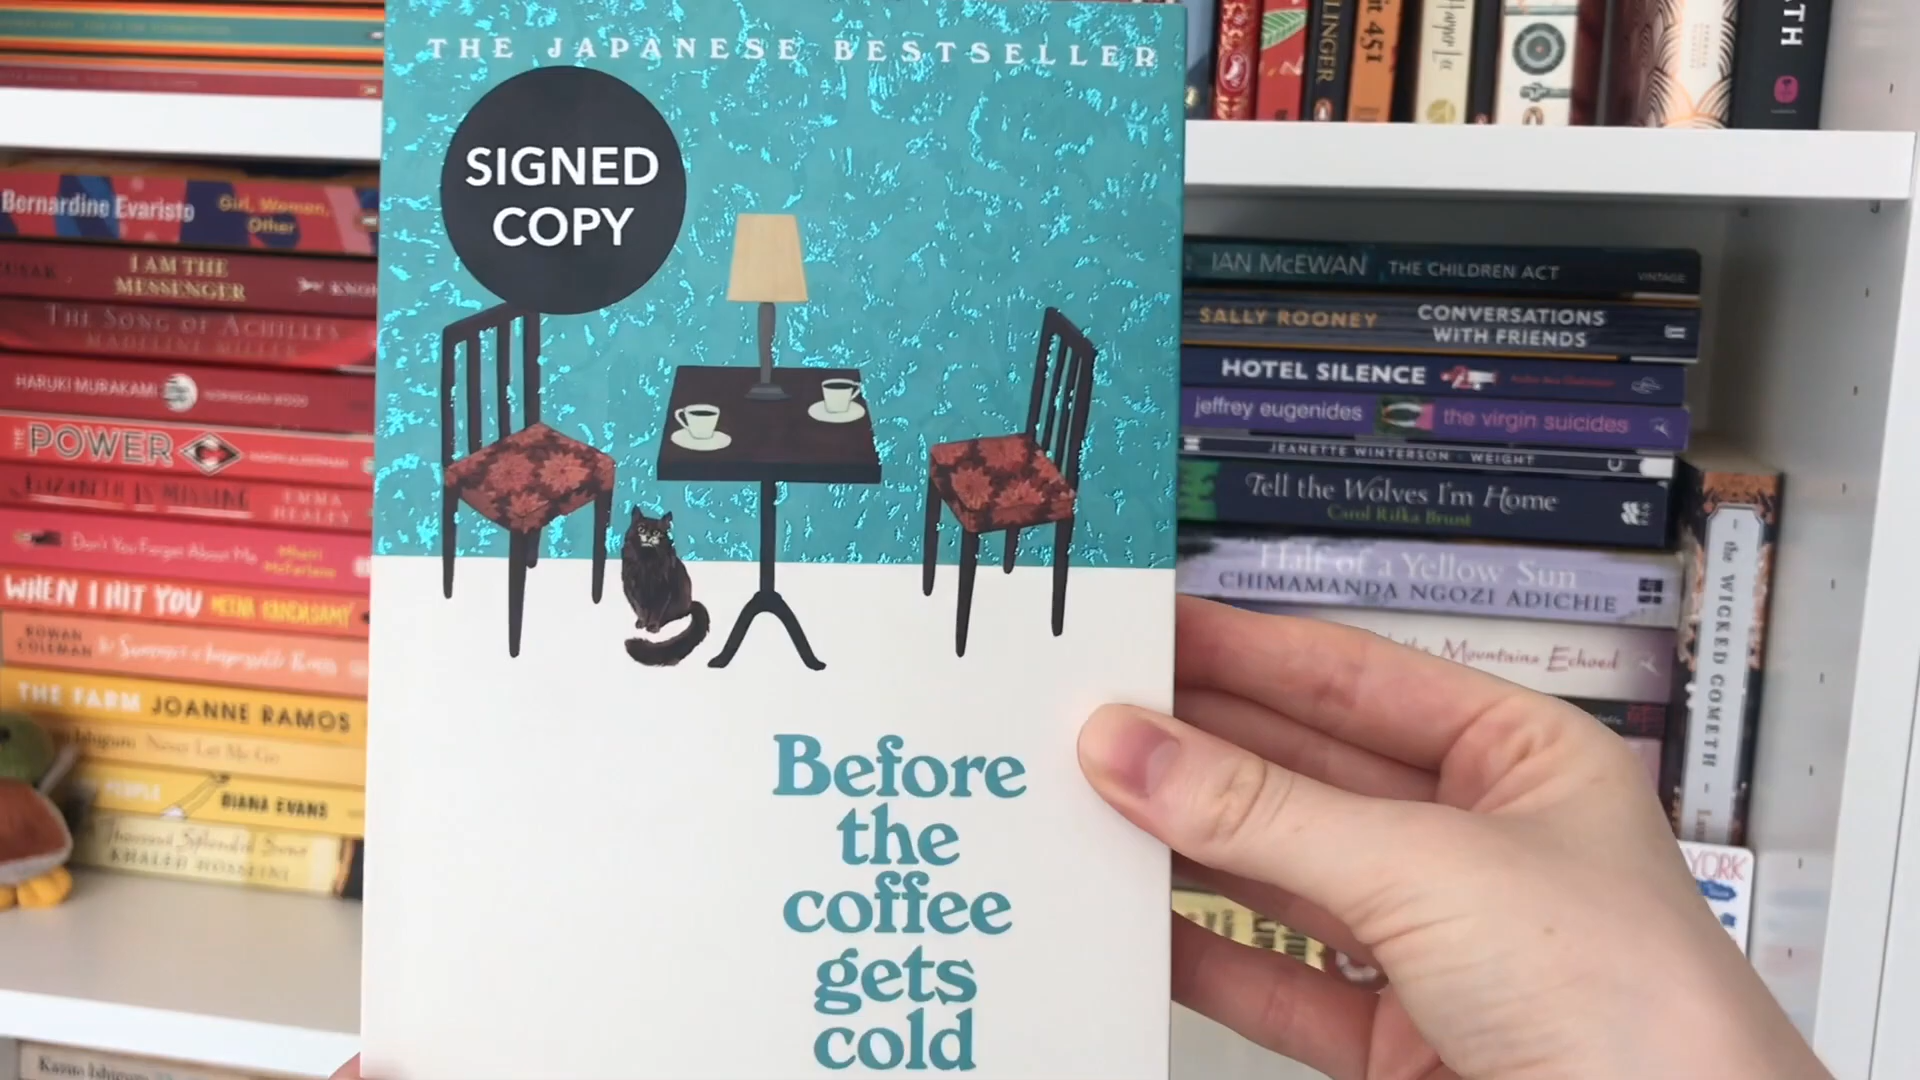 THE JAPANESE BESTSELLER
SIGNED
COPY
Before
the
coffee
gets
cold
Bernardine Evaristo Girl, Woman,
Other
I AM THE
MESSENGER
THE SONG OF ACHILLES
MADELINE MILLER
HARUKI MURAKAMI NORWEGIAN WOOD
THE POWER
ELIZABETH IS MISSING EMMA
HEALEY
Don't You Forget About Me Mhairi
McFarlane
WHEN I HIT YOU MEENA KANDASAMY
ROWAN
COLEMAN
THE FARM JOANNE RAMOS
Ishiguro Never Let Me Go
PEOPLE DIANA EVANS
Thousand Splendid Suns
KHALED HOSSEINI
Kazuo Ishiguro
451
Harper Lee
IAN McEWAN THE CHILDREN ACT VINTAGE
SALLY ROONEY CONVERSATIONS
WITH FRIENDS
HOTEL SILENCE
jeffrey eugenides the virgin suicides
JEANETTE WINTERSON · WEIGHT
Tell the Wolves I'm Home
Carol Rifka Brunt
Half of a Yellow Sun
CHIMAMANDA NGOZI ADICHIE
the Mountains Echoed
the WICKED COMETH
YORK